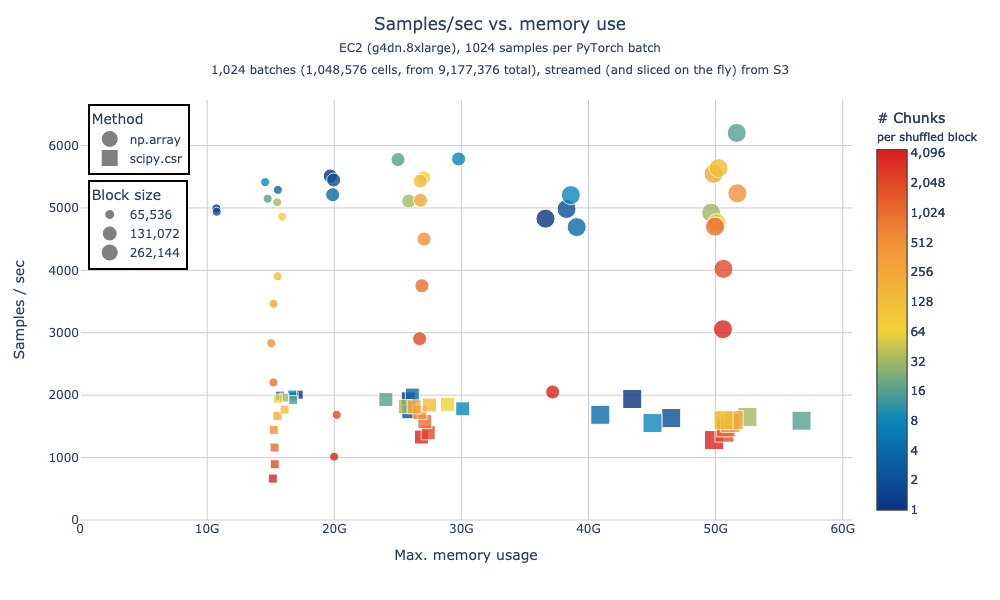 Samples/sec vs. memory use
EC2 (g4dn.8xlarge), 1024 samples per PyTorch batch
1,024 batches (1,048,576 cells, from 9,177,376 total), streamed (and sliced on the fly) from S3
Method
np.array
scipy.csr
Block size
65,536
131,072
262,144
Samples / sec
6000
5000
4000
3000
2000
1000
0
0
10G
20G
30G
40G
50G
60G
Max. memory usage
# Chunks
per shuffled block
4,096
2,048
1,024
512
256
128
64
32
16
8
4
2
1